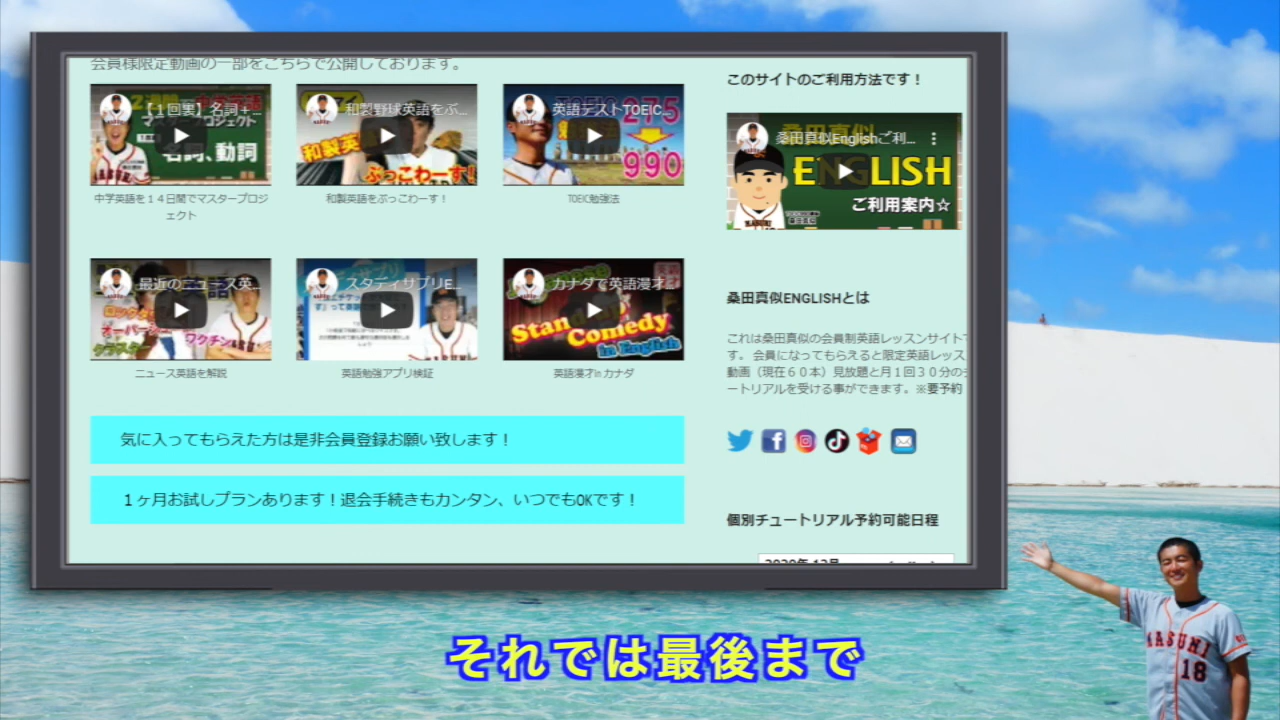 会員様限定動画の一部をこちらで公開しております。
【１回裏】名詞+...
名詞、動詞
中学英語を１４日間でマスタープロジェクト
和製野球英語をぶ...
和製英
ぶっこわーす！
和製英語をぶっこわーす！
英語テストTOEIC...
990
TOEIC勉強法
最近のニュース英...
ワクチン
ニュース英語を解説
スタディサプリE...
英語勉強アプリ検証
カナダで英語漫才...
Comedy
in English
英語漫才in カナダ
気に入ってもらえた方は是非会員登録お願い致します！
１ヶ月お試しプランあります！退会手続きもカンタン、いつでもOKです！
このサイトのご利用方法です！
桑田真似Englishご利...
ENGLISH
ご利用案内☆
桑田真似ENGLISHとは
これは桑田真似の会員制英語レッスンサイトで
す。 会員になってもらえると限定英語レッス
動画（現在６０本）見放題と月１回３０分の
ートリアルを受ける事ができます。※要予約
個別チュートリアル予約可能日程
2020年 12月
MASUMI
18
それでは最後まで